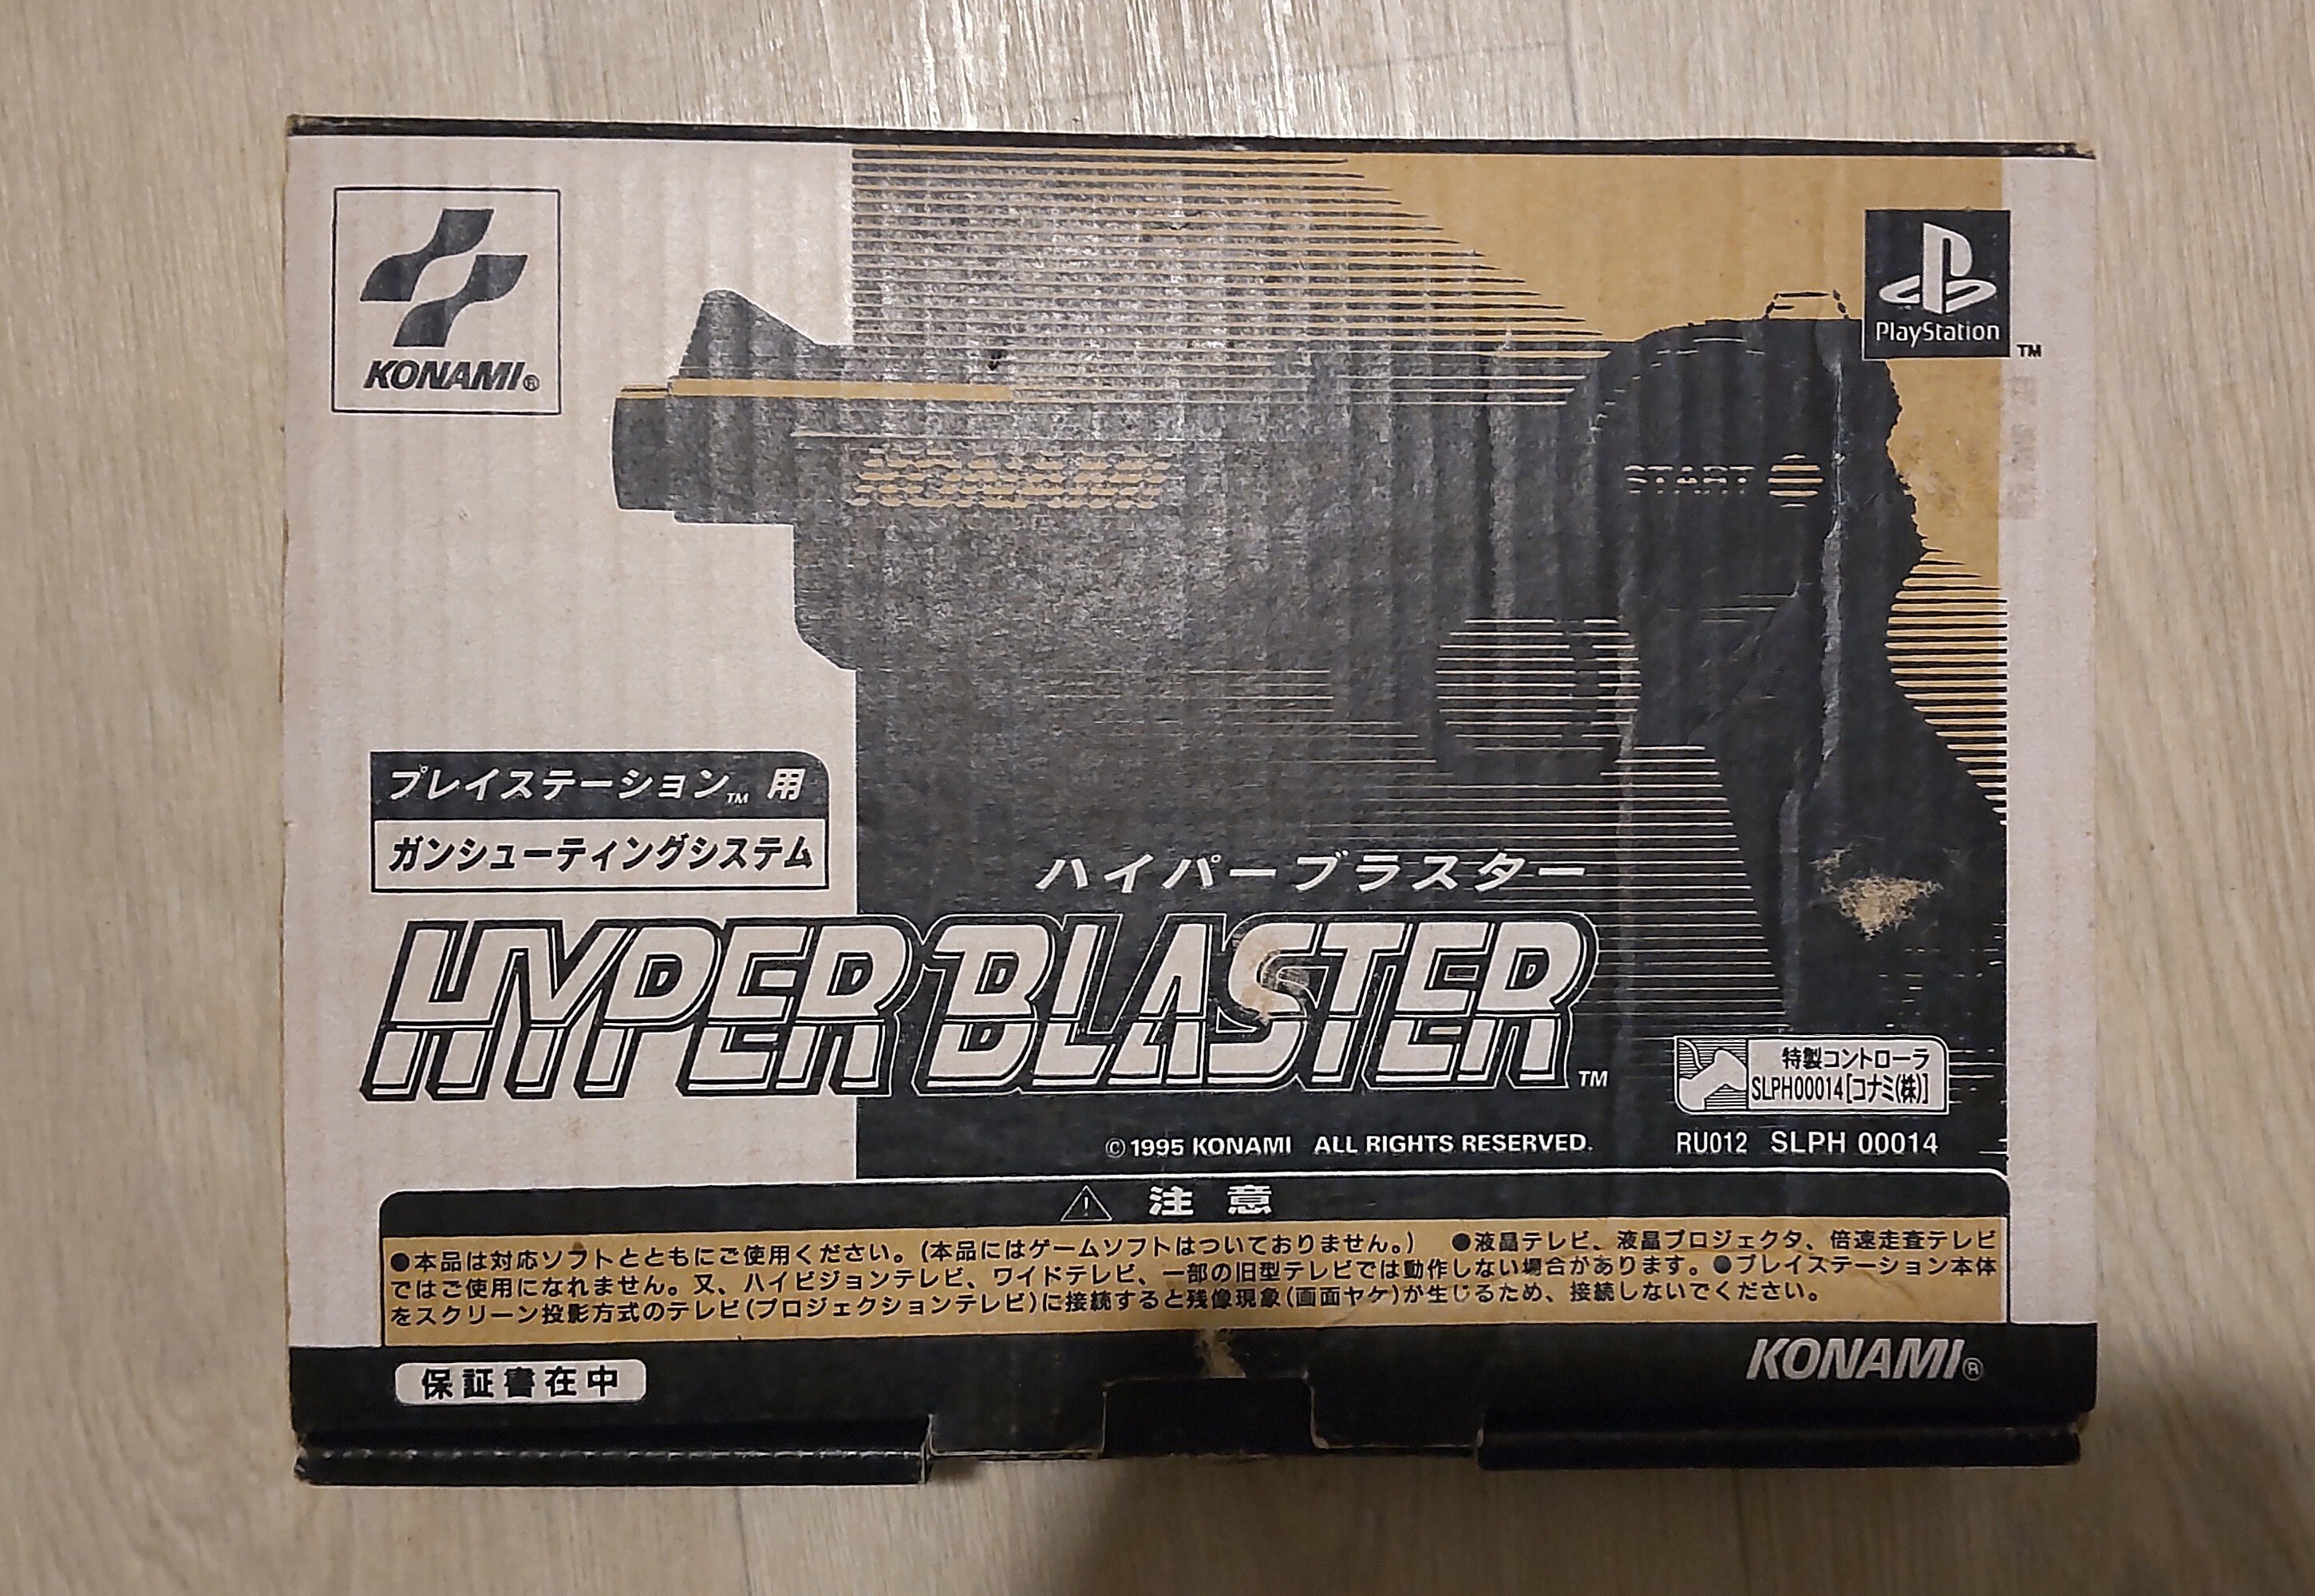 KONAMI®
PlayStation
TM
START
プレイステーション™ 用
ガンシューティングシステム
ハイパーブラスター
HYPER BLASTER™
特製コントローラ
SLPH00014[コナミ(株)]
©1995 KONAMI ALL RIGHTS RESERVED.
RU012 SLPH 00014
⚠ 注意
●本品は対応ソフトとともにご使用ください。(本品にはゲームソフトはついておりません。) ●液晶テレビ、液晶プロジェクタ、倍速走査テレビ
ではご使用になれません。又、ハイビジョンテレビ、ワイドテレビ、一部の旧型テレビでは動作しない場合があります。●プレイステーション本体
をスクリーン投影方式のテレビ(プロジェクションテレビ)に接続すると残像現象(画面ヤケ)が生じるため、接続しないでください。
KONAMI®
保証書在中